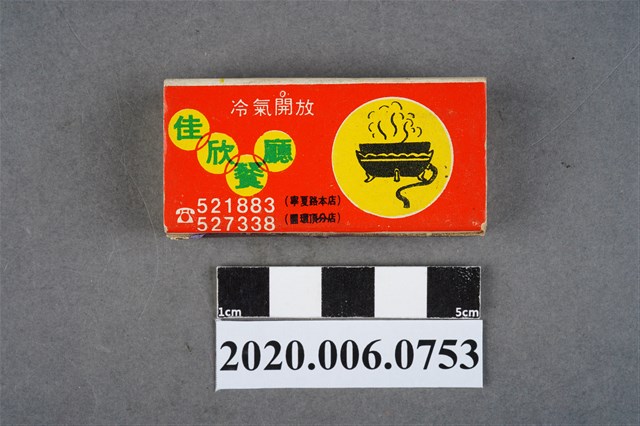 冷氣開放
佳欣餐廳
521883 (寧夏路本店)
527338 (圓環頂分店)
1cm 5cm
2020.006.0753